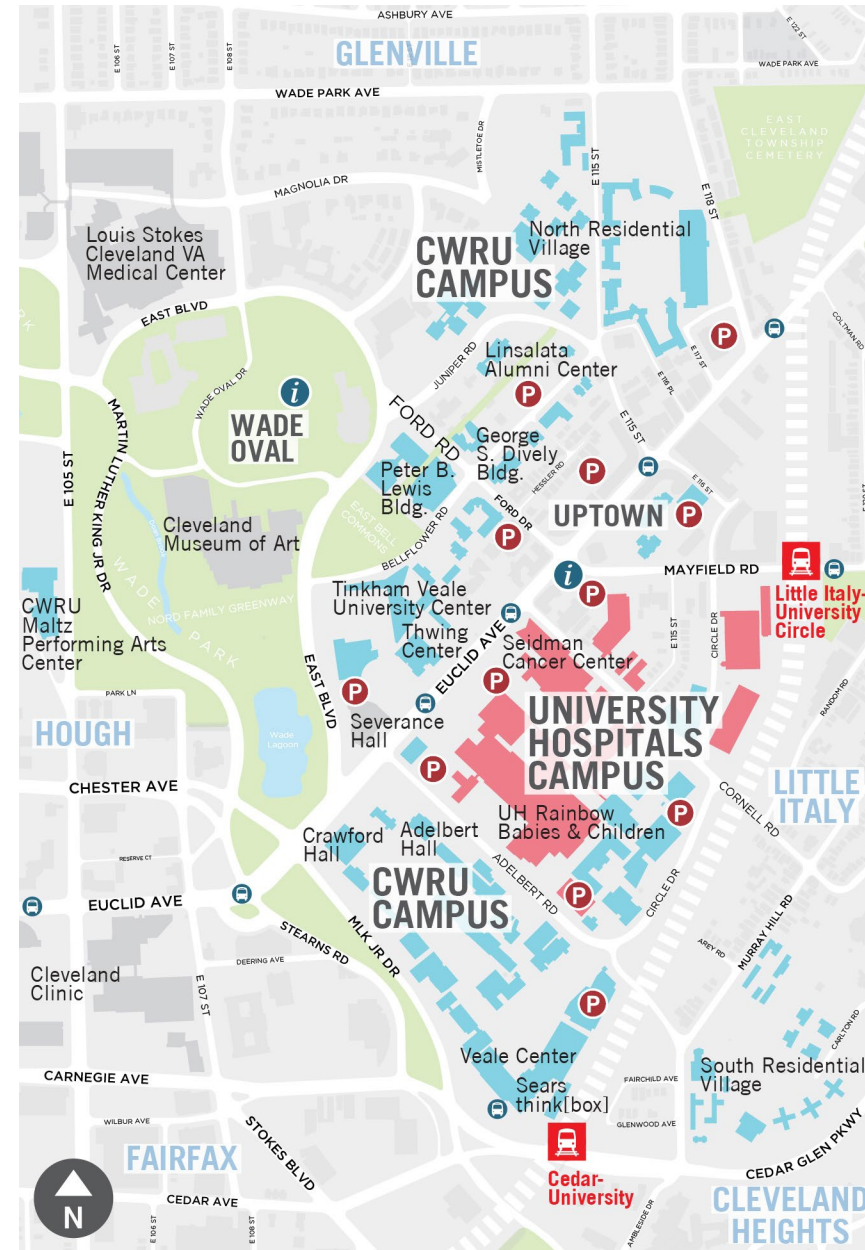 ASHBURY AVE
E 122 ST
GLENVILLE
E 106 ST
E 107 ST
E 108 ST
WADE PARK AVE
WADE PARK AVE
EAST
CLEVELAND
TOWNSHIP
CEMETERY
MISTLETOE DR
E 115 ST
MAGNOLIA DR
E 118 ST
Louis Stokes
Cleveland VA
Medical Center
North Residential
Village
CWRU
CAMPUS
EAST BLVD
COLTMAN RD
P
E 117 ST
JUNIPER RD
Linsalata
Alumni Center
WADE OVAL DR
E 116 PL
i
P
MARTIN LUTHER KING JR DR
WADE
OVAL
FORD RD
E 115 ST
George
S. Dively
Bldg.
E 105 ST
Peter B.
Lewis
Bldg.
HESSLER RD
P
E 116 ST
EAST BELL
COMMONS
BELLFLOWER RD
FORD DR
UPTOWN
P
Cleveland
Museum of Art
P
WADE
PARK
i
MAYFIELD RD
CWRU
Maltz
Performing Arts
Center
NORD FAMILY GREENWAY
Tinkham Veale
University Center
P
Little Italy-
University
Circle
Thwing
Center
EUCLID AVE
Seidman
Cancer Center
E 115 ST
CIRCLE DR
EAST BLVD
P
P
PARK LN
RANDOM RD
HOUGH
Wade
Lagoon
Severance
Hall
UNIVERSITY
HOSPITALS
CAMPUS
P
CHESTER AVE
LITTLE
ITALY
CORNELL RD
UH Rainbow
Babies & Children
P
Crawford
Hall
Adelbert
Hall
RESERVE CT
ADELBERT RD
CWRU
CAMPUS
P
EUCLID AVE
CIRCLE DR
MURRAY HILL RD
STEARNS RD
MLK JR DR
AREY RD
DEERING AVE
Cleveland
Clinic
E 107 ST
P
CARLTON RD
Veale Center
South Residential
Village
CARNEGIE AVE
Sears
think[box]
FAIRCHILD AVE
WILBUR AVE
GLENWOOD AVE
STOKES BLVD
FAIRFAX
CEDAR GLEN PKWY
Cedar-
University
N
CEDAR AVE
E 106 ST
E 108 ST
AMBLESIDE DR
CLEVELAND
HEIGHTS